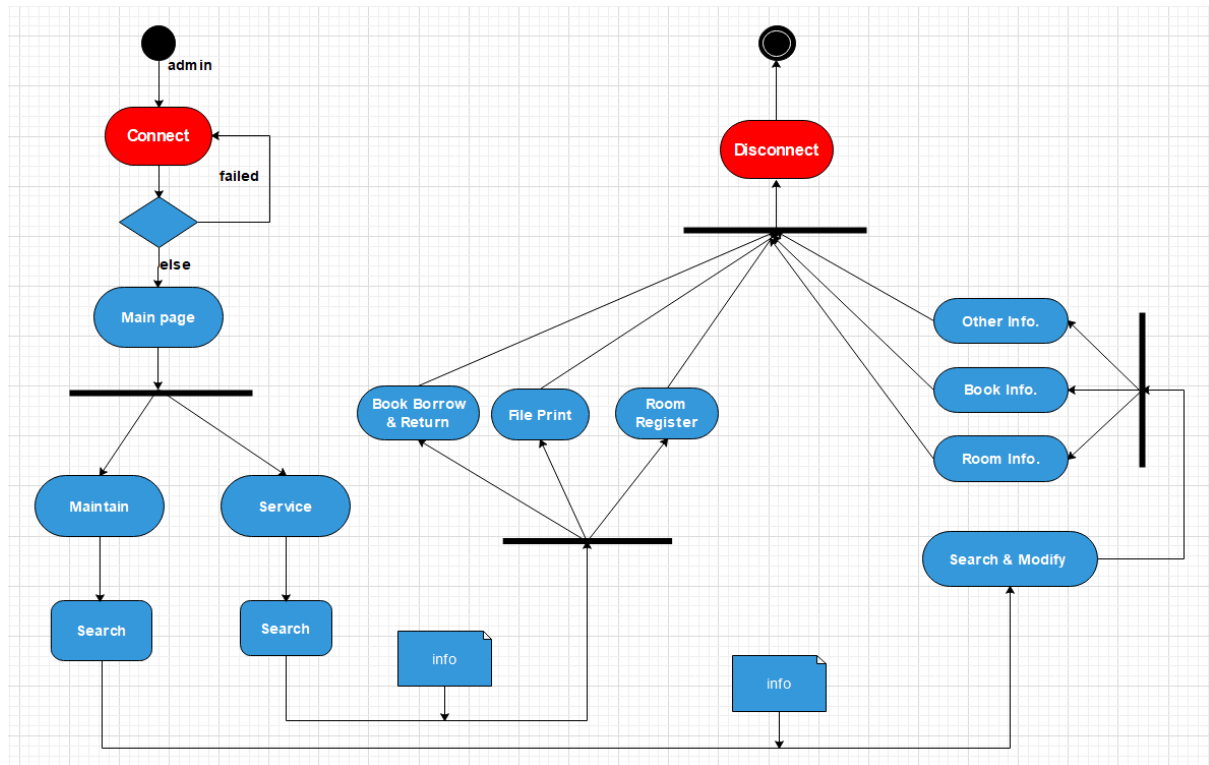 admin
Connect
failed
else
Main page
Maintain
Service
Search
Search
info
info
Book Borrow
& Return
File Print
Room
Register
Disconnect
Other Info.
Book Info.
Room Info.
Search & Modify